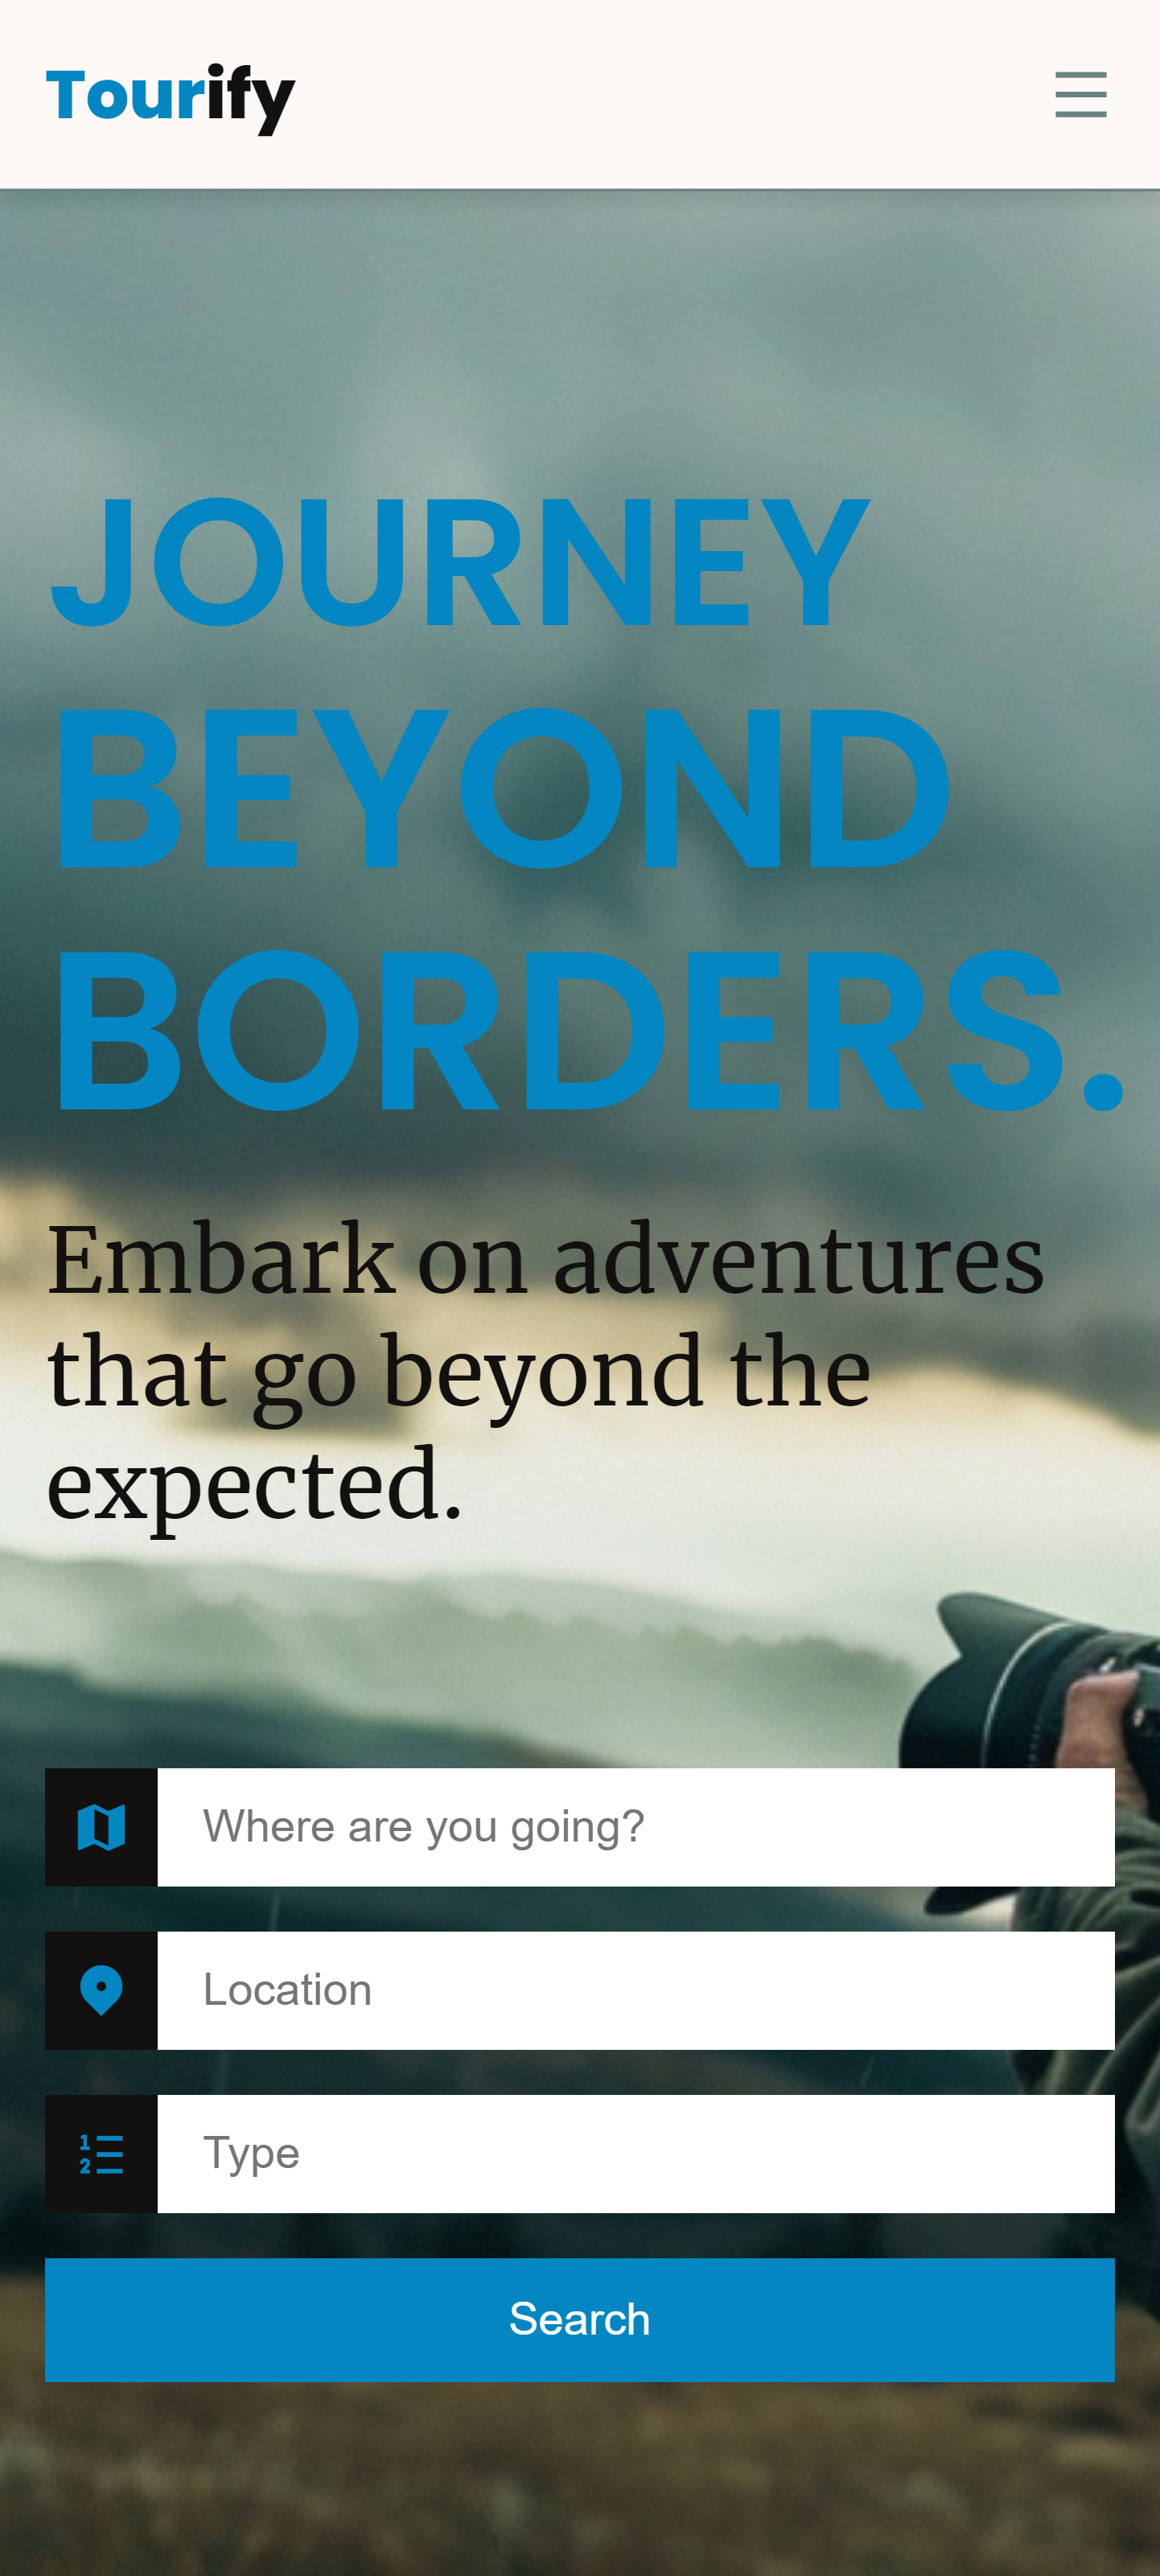 Tourify
JOURNEY
BEYOND
BORDERS.
Embark on adventures
that go beyond the
expected.
Where are you going?
Location
1
2
Type
Search